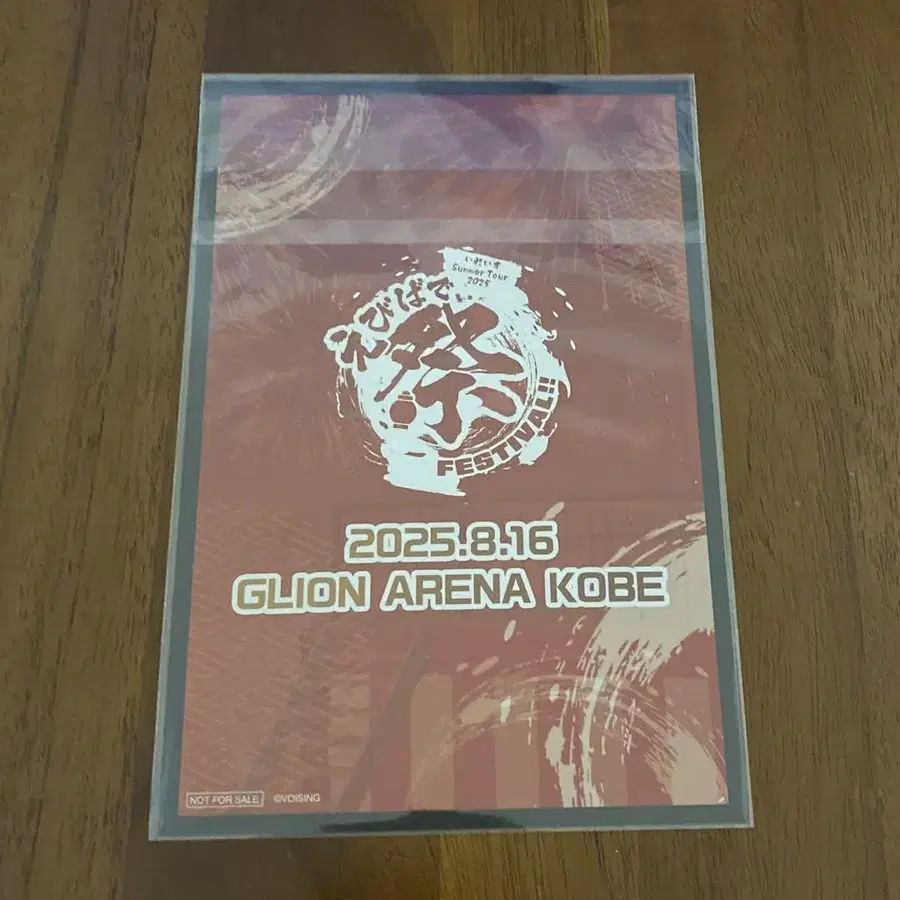 いれいす
Summer Tour
2025
えびばで
祭
FESTIVAL!!
2025.8.16
GLION ARENA KOBE
NOT FOR SALE ©VOISING